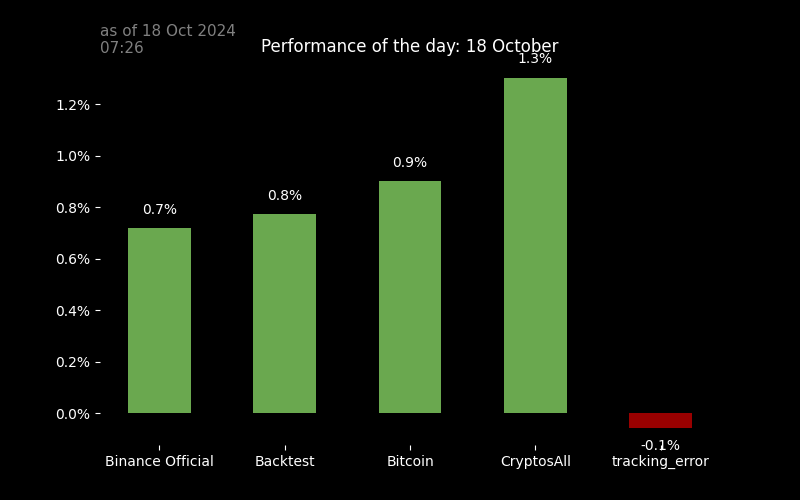 as of 18 Oct 2024
07:26
Performance of the day: 18 October
1.3%
1.2%
1.0%
0.9%
0.8%
0.8%
0.7%
0.6%
0.4%
0.2%
0.0%
-0.1%
Binance Official
Backtest
Bitcoin
CryptosAll
tracking_error